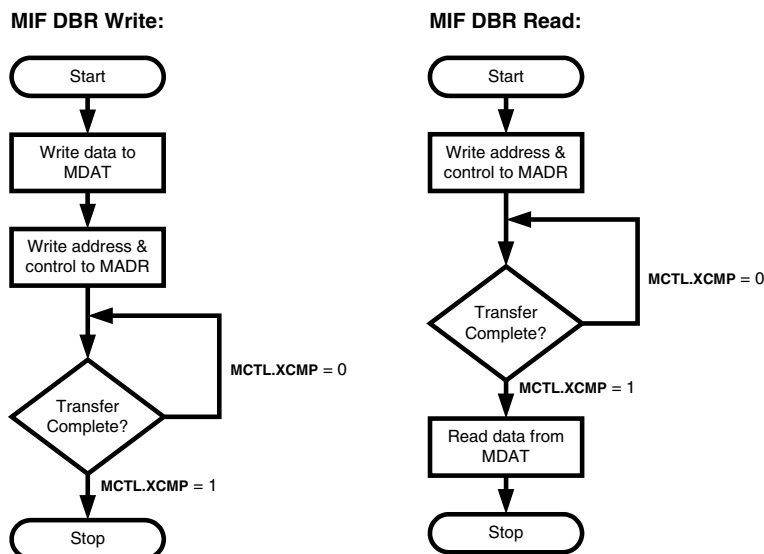 MIF DBR Write:
Start
Write data to
MDAT
Write address &
control to MADR
Transfer
Complete?
MCTL.XCMP = 0
MCTL.XCMP = 1
Stop
MIF DBR Read:
Start
Write address &
control to MADR
Transfer
Complete?
MCTL.XCMP = 0
MCTL.XCMP = 1
Read data from
MDAT
Stop